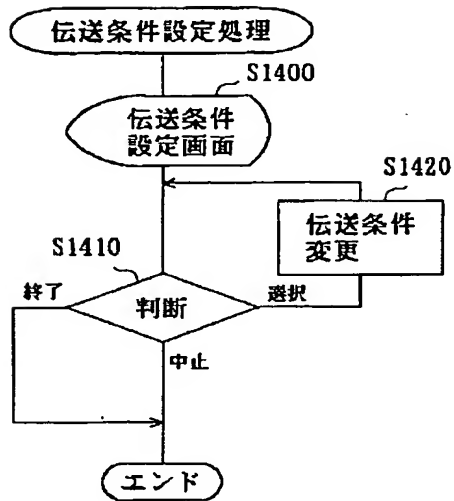 伝送条件設定処理
S1400
伝送条件
設定画面
S1420
伝送条件
変更
S1410
終了
判断
選択
中止
エンド